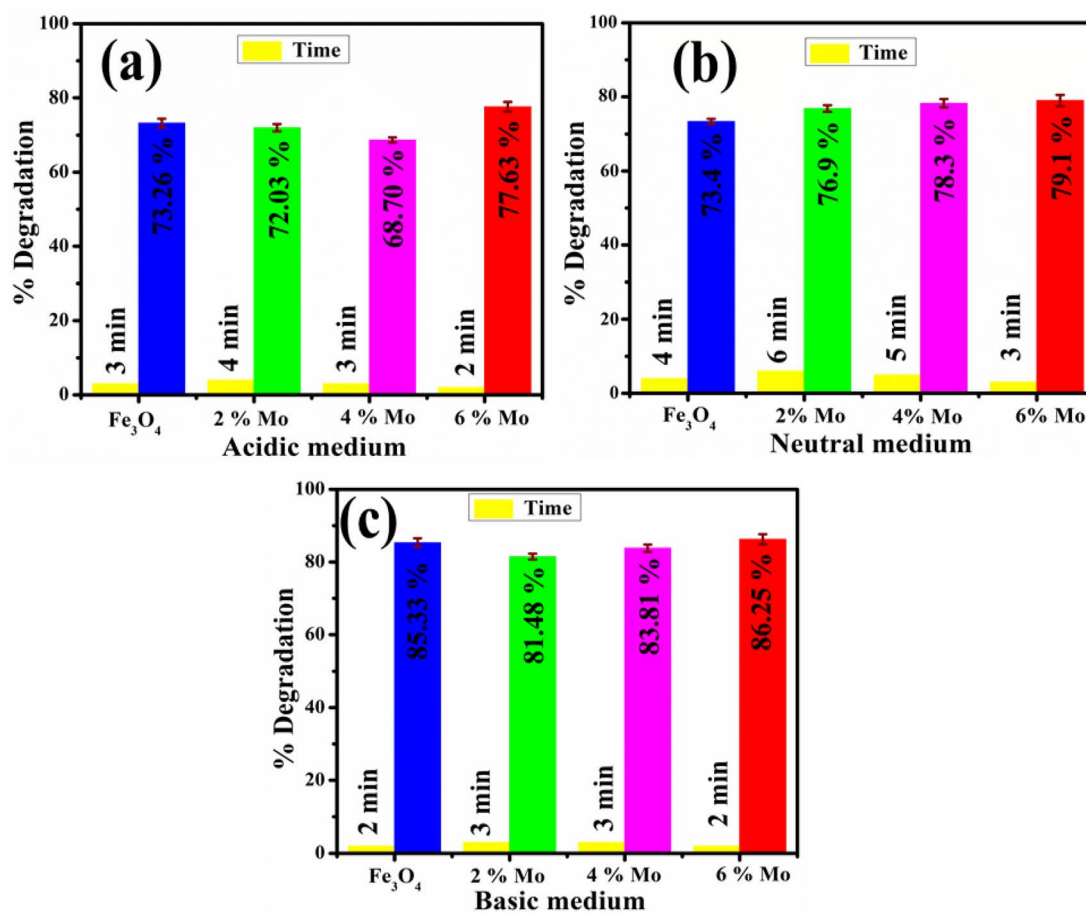 (a)
Time
% Degradation
100
80
60
40
20
0
3 min
73.26 %
4 min
72.03 %
3 min
68.70 %
2 min
77.63 %
Fe₃O₄ 2 % Mo 4 % Mo 6 % Mo
Acidic medium
(b)
Time
% Degradation
100
80
60
40
20
0
4 min
73.4 %
6 min
76.9 %
5 min
78.3 %
3 min
79.1 %
Fe₃O₄ 2% Mo 4% Mo 6% Mo
Neutral medium
(c)
Time
% Degradation
100
80
60
40
20
0
2 min
85.33 %
3 min
81.48 %
3 min
83.81 %
2 min
86.25 %
Fe₃O₄ 2 % Mo 4 % Mo 6 % Mo
Basic medium